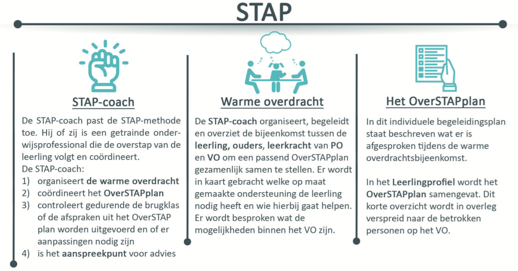 STAP
STAP-coach
De STAP-coach past de STAP-methode
toe. Hij of zij is een getrainde onder-
wijsprofessional die de overstap van de
leerling volgt en coördineert.
De STAP-coach:
1) organiseert de warme overdracht
2) coördineert het OverSTAPplan
3) controleert gedurende de brugklas
of de afspraken uit het OverSTAP
plan worden uitgevoerd en of er
aanpassingen nodig zijn
4) is het aanspreekpunt voor advies
Warme overdracht
De STAP-coach organiseert, begeleidt
en overziet de bijeenkomst tussen de
leerling, ouders, leerkracht van PO
en VO om een passend OverSTAPplan
gezamenlijk samen te stellen. Er wordt
in kaart gebracht welke op maat
gemaakte ondersteuning de leerling
nodig heeft en wie hierbij gaat helpen.
Er wordt besproken wat de
mogelijkheden binnen het VO zijn.
Het OverSTAPplan
In dit individuele begeleidingsplan
staat beschreven wat er is
afgesproken tijdens de warme
overdrachtsbijeenkomst.
In het Leerlingprofiel wordt het
OverSTAPplan samengevat. Dit
korte overzicht wordt in overleg
verspreid naar de betrokken
personen op het VO.